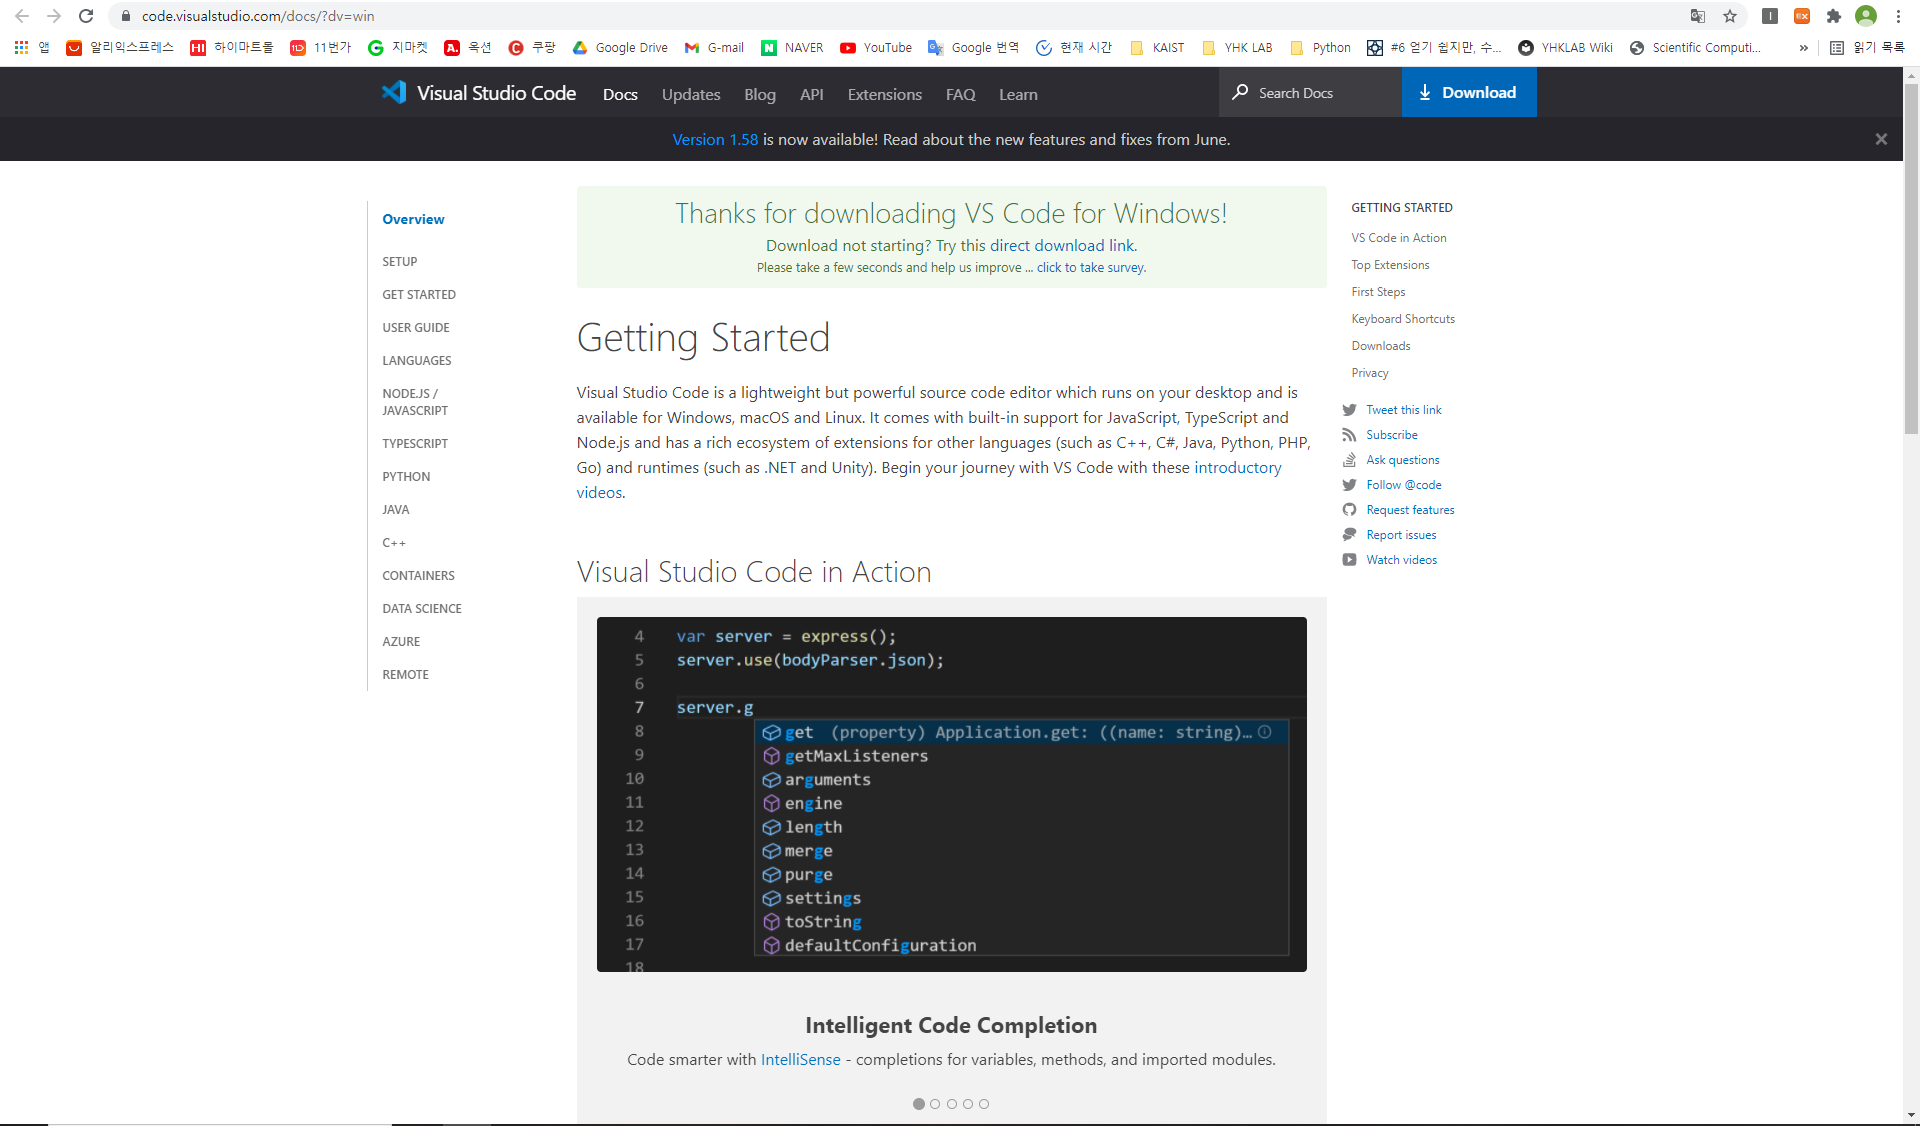 code.visualstudio.com/docs/?dv=win
앱 알리익스프레스 하이마트몰 11번가 지마켓 옥션 쿠팡 Google Drive G-mail NAVER YouTube Google 번역 현재 시간 KAIST YHK LAB Python #6 얻기 쉽지만, 수... YHKLAB Wiki Scientific Computi... » 읽기 목록
Visual Studio Code Docs Updates Blog API Extensions FAQ Learn Search Docs Download
Version 1.58 is now available! Read about the new features and fixes from June.
Overview
SETUP
GET STARTED
USER GUIDE
LANGUAGES
NODE.JS /
JAVASCRIPT
TYPESCRIPT
PYTHON
JAVA
C++
CONTAINERS
DATA SCIENCE
AZURE
REMOTE
Thanks for downloading VS Code for Windows!
Download not starting? Try this direct download link.
Please take a few seconds and help us improve ... click to take survey.
Getting Started
Visual Studio Code is a lightweight but powerful source code editor which runs on your desktop and is
available for Windows, macOS and Linux. It comes with built-in support for JavaScript, TypeScript and
Node.js and has a rich ecosystem of extensions for other languages (such as C++, C#, Java, Python, PHP,
Go) and runtimes (such as .NET and Unity). Begin your journey with VS Code with these introductory
videos.
Visual Studio Code in Action
4 var server = express();
5 server.use(bodyParser.json);
6
7 server.g
8 get (property) Application.get: ((name: string)...
9 getMaxListeners
10 arguments
11 engine
12 length
13 merge
14 purge
15 settings
16 toString
17 defaultConfiguration
18
Intelligent Code Completion
Code smarter with IntelliSense - completions for variables, methods, and imported modules.
GETTING STARTED
VS Code in Action
Top Extensions
First Steps
Keyboard Shortcuts
Downloads
Privacy
Tweet this link
Subscribe
Ask questions
Follow @code
Request features
Report issues
Watch videos